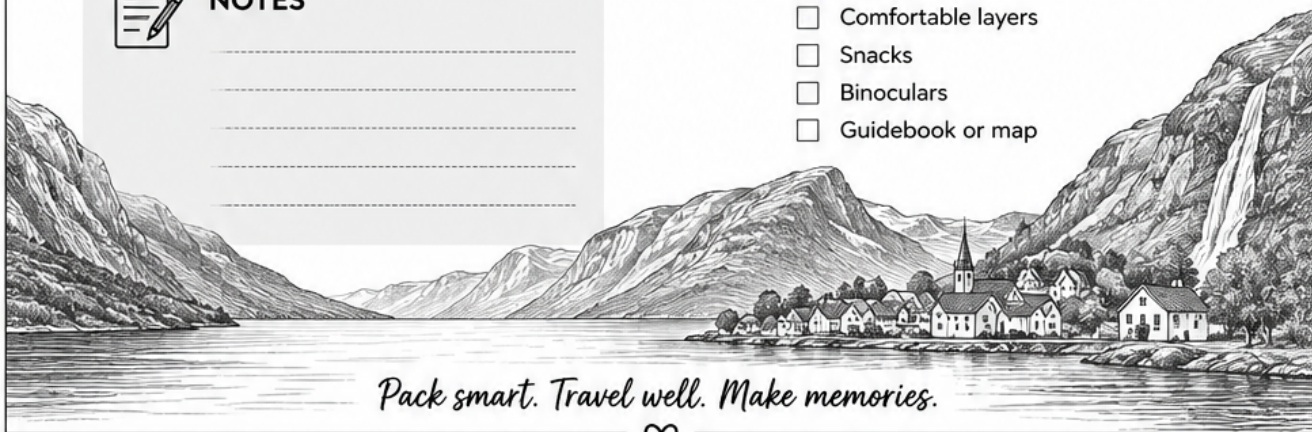 NOTES
Comfortable layers
Snacks
Binoculars
Guidebook or map
Pack smart. Travel well. Make memories.